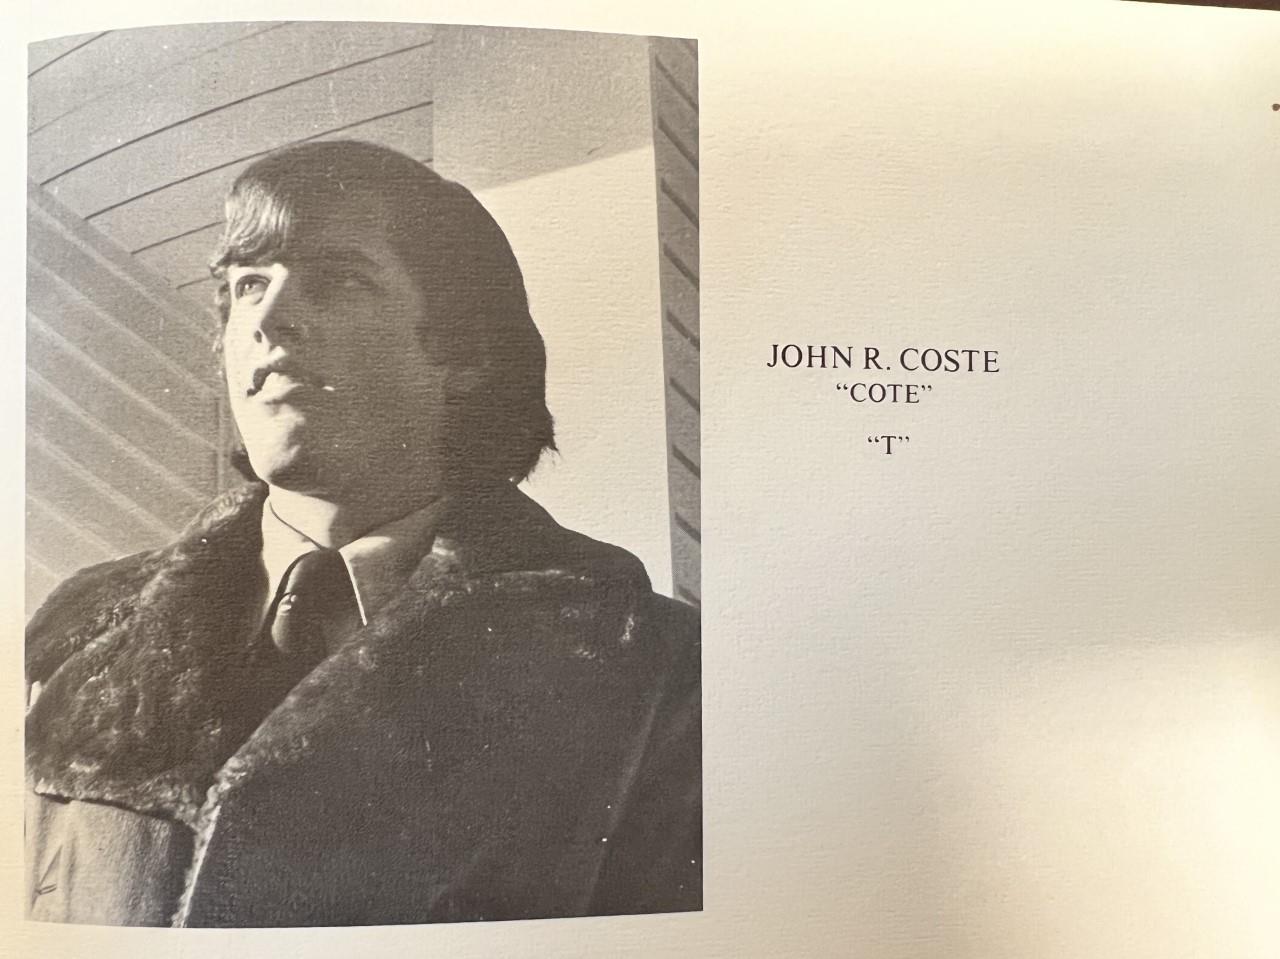 JOHN R. COSTE
“COTE”
“T”